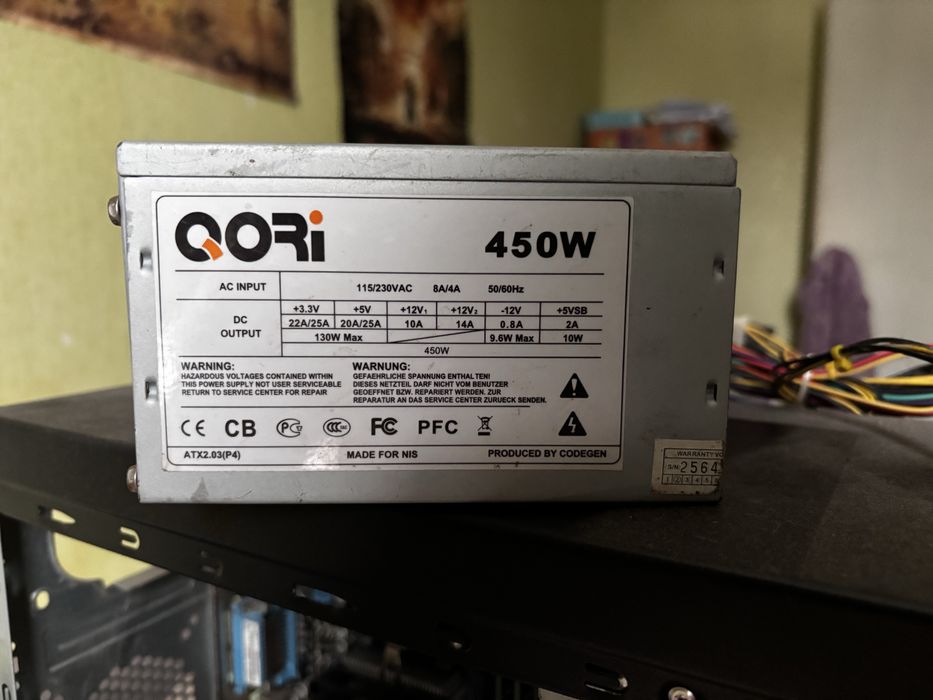 QORi
450W
AC INPUT 115/230VAC 8A/4A 50/60Hz
DC OUTPUT
+3.3V +5V +12V₁ +12V₂ -12V +5VSB
22A/25A 20A/25A 10A 14A 0.8A 2A
130W Max 9.6W Max 10W
450W
WARNING:
HAZARDOUS VOLTAGES CONTAINED WITHIN
THIS POWER SUPPLY NOT USER SERVICEABLE
RETURN TO SERVICE CENTER FOR REPAIR
WARNUNG:
GEFAEHRLICHE SPANNUNG ENTHALTEN!
DIESES NETZTEIL DARF NICHT VOM BENUTZER
GEOEFFNET BZW. REPARIERT WERDEN. ZUR
REPARATUR AN DAS SERVICE CENTER ZURUECK SENDEN.
CE CB PG CCC FC PFC
ATX2.03(P4) MADE FOR NIS PRODUCED BY CODEGEN
WARRANTY VO
S/N: 2564
1 2 3 4 5